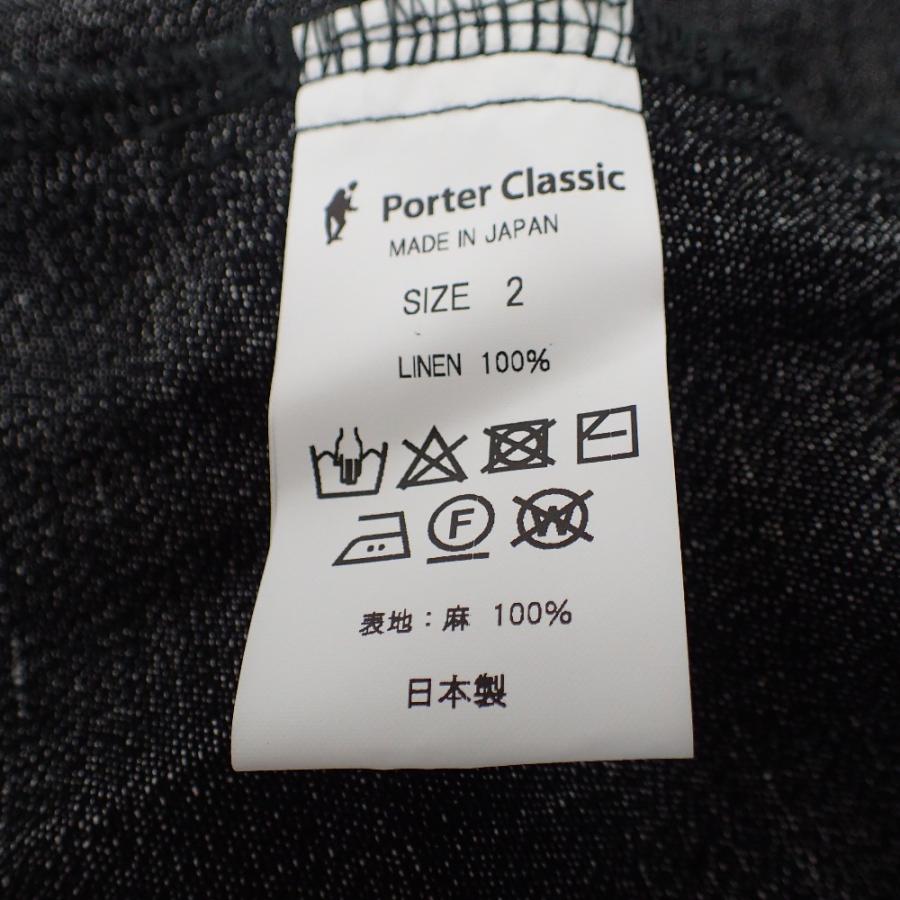 Porter Classic
MADE IN JAPAN
SIZE 2
LINEN 100%
F W
表地：麻 100%
日本製